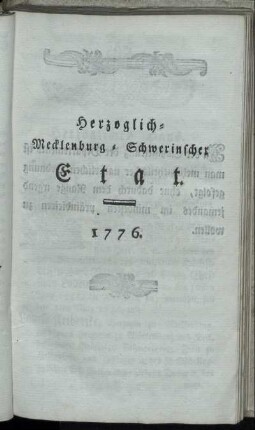 Herzoglich-
Mecklenburg-Schwerinscher
Etat.
1776.